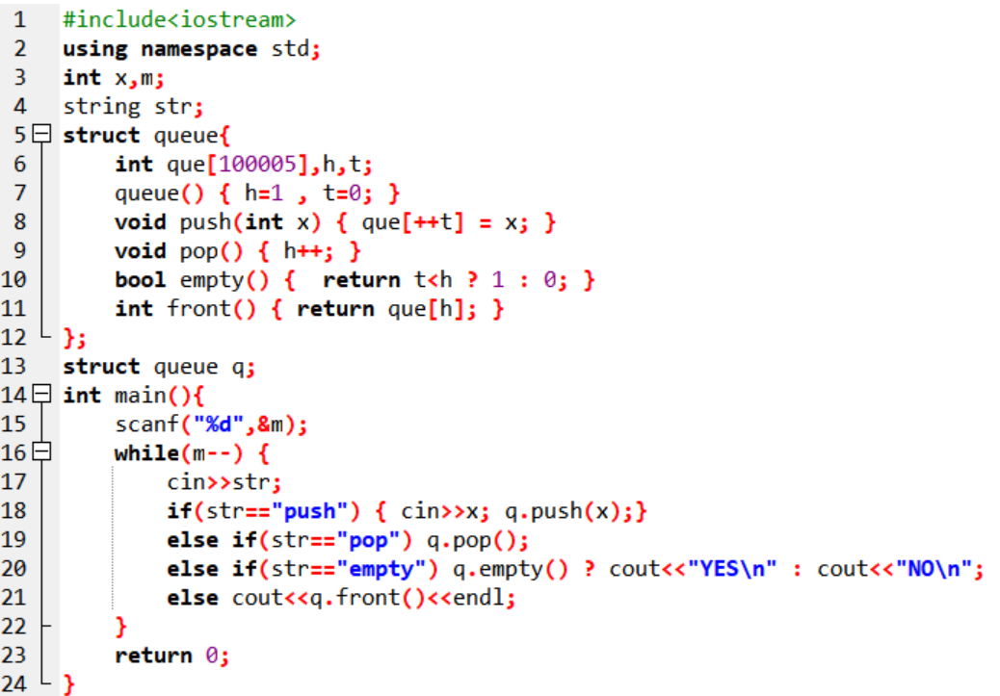 1 #include<iostream>
2 using namespace std;
3 int x,m;
4 string str;
5 struct queue{
6 int que[100005],h,t;
7 queue() { h=1 , t=0; }
8 void push(int x) { que[++t] = x; }
9 void pop() { h++; }
10 bool empty() {  return t<h ? 1 : 0; }
11 int front() { return que[h]; }
12 };
13 struct queue q;
14 int main(){
15 scanf("%d",&m);
16 while(m--) {
17 cin>>str;
18 if(str=="push") { cin>>x; q.push(x);}
19 else if(str=="pop") q.pop();
20 else if(str=="empty") q.empty() ? cout<<"YES\n" : cout<<"NO\n";
21 else cout<<q.front()<<endl;
22 }
23 return 0;
24 }